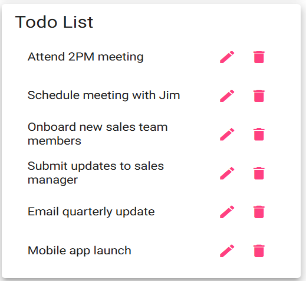 Todo List
Attend 2PM meeting
Schedule meeting with Jim
Onboard new sales team
members
Submit updates to sales
manager
Email quarterly update
Mobile app launch